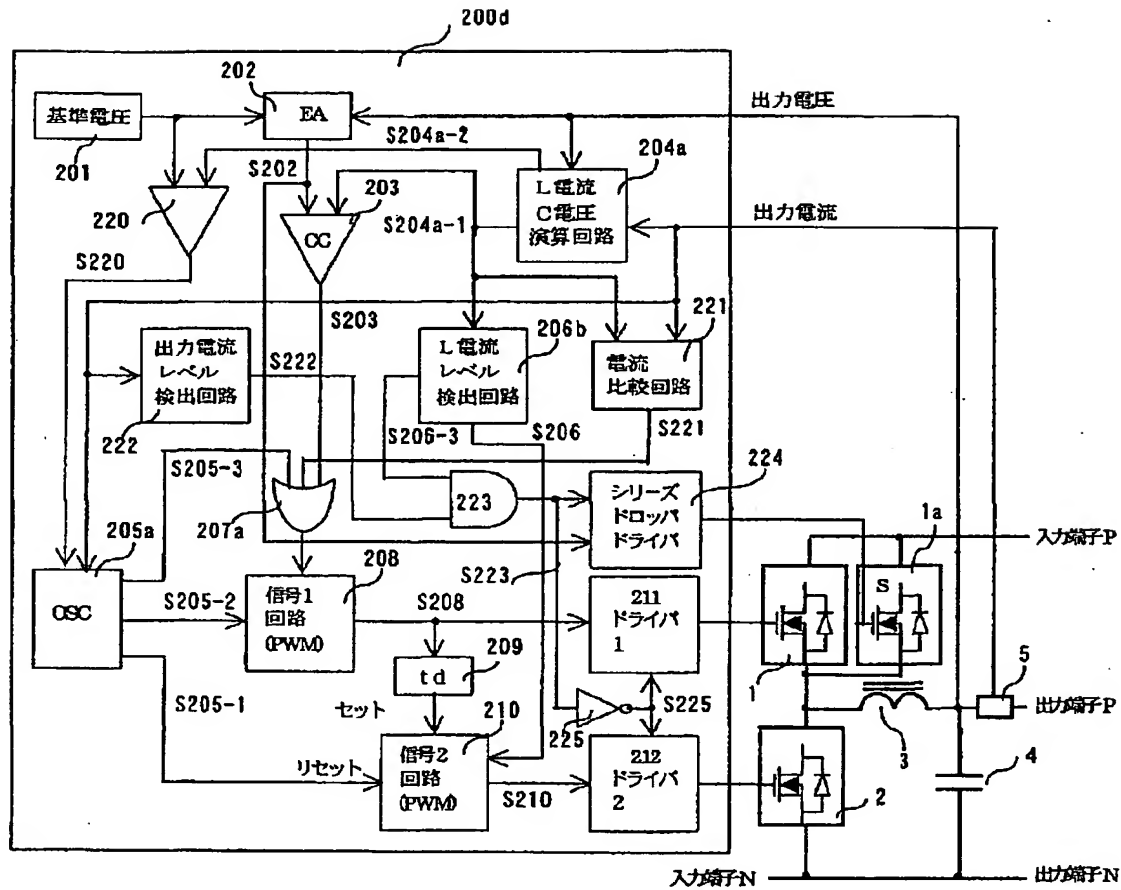 200d
202
EA
基準電圧
201
出力電圧
S204a-2
S202
204a
L電流
C電圧
演算回路
203
CC
220
S204a-1
出力電流
S220
S203
221
206b
出力電流
レベル
検出回路
222
S222
L電流
レベル
検出回路
電流
比較回路
S206-3
S206
S221
S205-3
207a
223
224
シリーズ
ドロッパ
ドライバ
1a
入力端子P
205a
OSC
S205-2
208
信号1
回路
(PWM)
S208
S223
211
ドライバ
1
S
1
209
td
5
出力端子P
S205-1
セット
225
S225
3
210
リセット
信号2
回路
(PWM)
S210
212
ドライバ
2
2
4
入力端子N
出力端子N